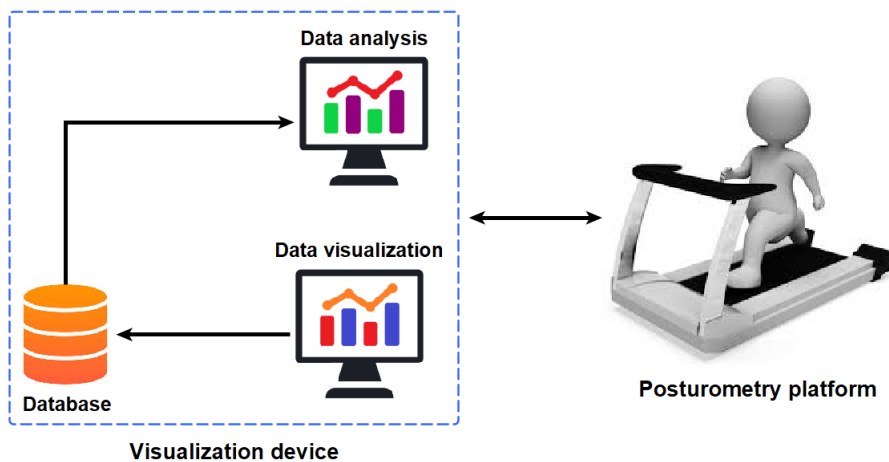 Data analysis
Data visualization
Database
Posturometry platform
Visualization device